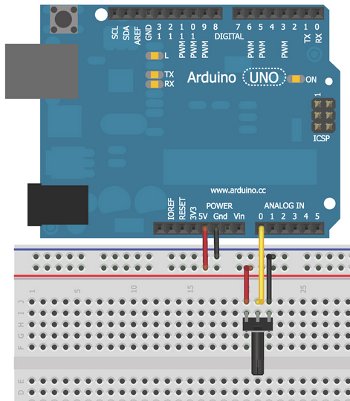 SCL
SDA
AREF
GND
13
12
11 PWM
10 PWM
9 PWM
8
DIGITAL
7
6 PWM
5 PWM
4
3 PWM
2
1 TX
0 RX
L
TX
RX
Arduino UNO
ON
1
ICSP
www.arduino.cc
IOREF
RESET
3V3
5V
Gnd
Vin
POWER
ANALOG IN
0 1 2 3 4 5
1 5 10 15 25
J
I
H
G
F
E
D